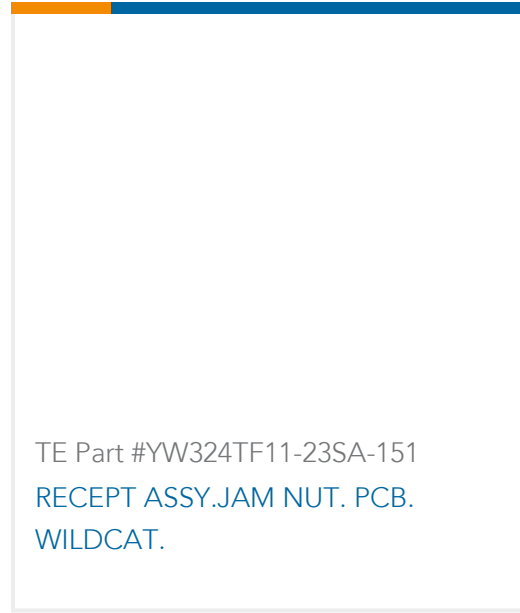 TE Part #YW324TF11-23SA-151
RECEPT ASSY.JAM NUT. PCB.
WILDCAT.